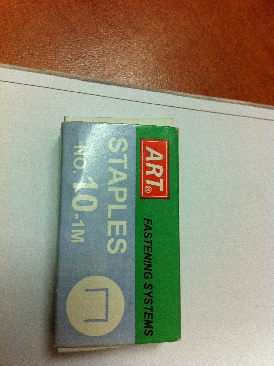 ART®
FASTENING SYSTEMS
STAPLES
NO. 10-1M